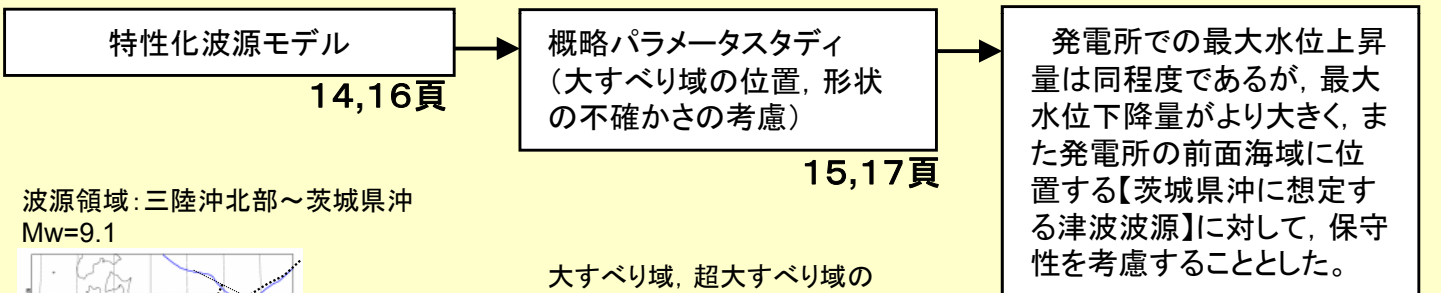 特性化波源モデル
14,16頁
概略パラメータスタディ
（大すべり域の位置，形状
の不確かさの考慮）
15,17頁
発電所での最大水位上昇
量は同程度であるが，最大
水位下降量がより大きく，ま
た発電所の前面海域に位
置する【茨城県沖に想定す
る津波波源】に対して，保守
性を考慮することとした。
波源領域：三陸沖北部～茨城県沖
Mw=9.1
大すべり域，超大すべり域の